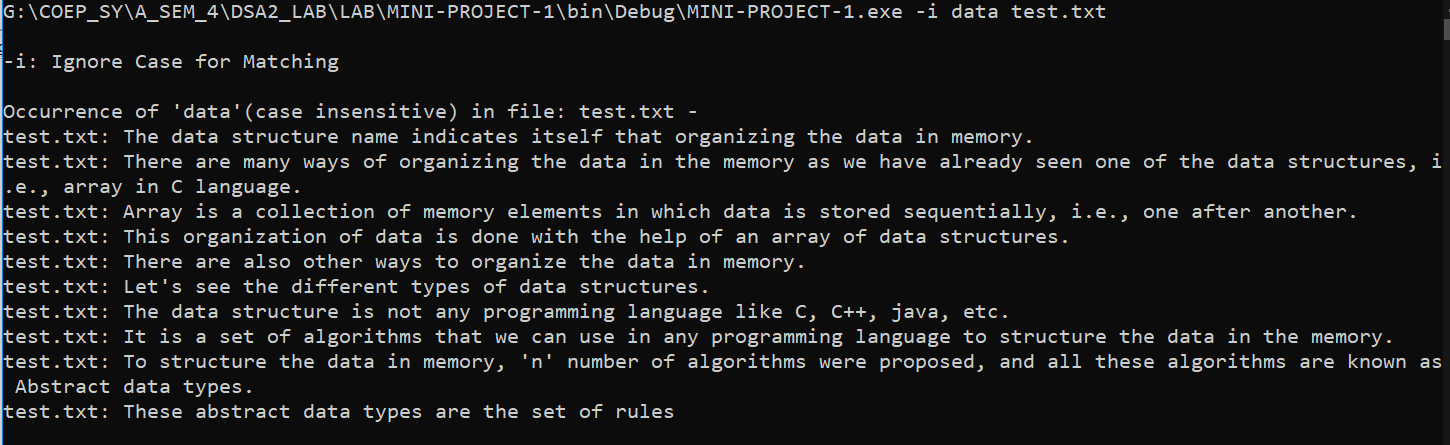 G:\COEP_SY\A_SEM_4\DSA2_LAB\LAB\MINI-PROJECT-1\bin\Debug\MINI-PROJECT-1.exe -i data test.txt
-i: Ignore Case for Matching
Occurrence of 'data'(case insensitive) in file: test.txt -
test.txt: The data structure name indicates itself that organizing the data in memory.
test.txt: There are many ways of organizing the data in the memory as we have already seen one of the data structures, i
.e., array in C language.
test.txt: Array is a collection of memory elements in which data is stored sequentially, i.e., one after another.
test.txt: This organization of data is done with the help of an array of data structures.
test.txt: There are also other ways to organize the data in memory.
test.txt: Let's see the different types of data structures.
test.txt: The data structure is not any programming language like C, C++, java, etc.
test.txt: It is a set of algorithms that we can use in any programming language to structure the data in the memory.
test.txt: To structure the data in memory, 'n' number of algorithms were proposed, and all these algorithms are known as
 Abstract data types.
test.txt: These abstract data types are the set of rules